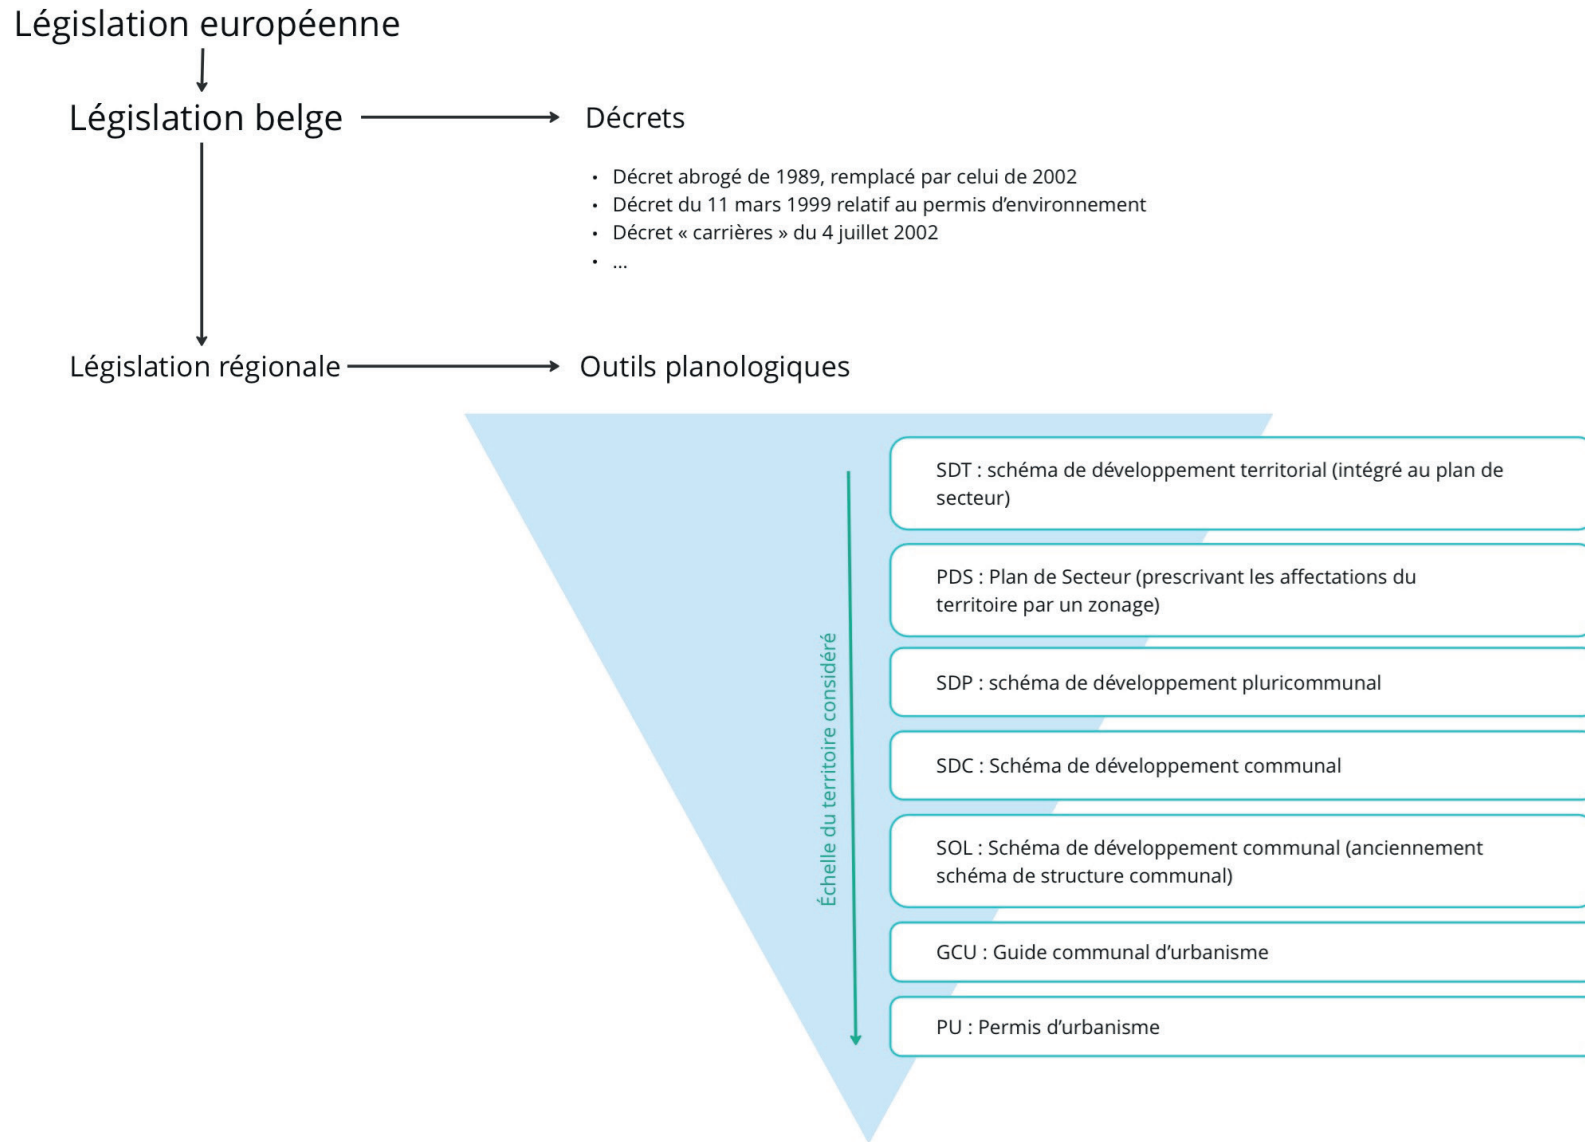 Législation européenne
Législation belge
Décrets
• Décret abrogé de 1989, remplacé par celui de 2002
• Décret du 11 mars 1999 relatif au permis d’environnement
• Décret « carrières » du 4 juillet 2002
• ...
Législation régionale
Outils planologiques
Échelle du territoire considéré
SDT : schéma de développement territorial (intégré au plan de
secteur)
PDS : Plan de Secteur (prescrivant les affectations du
territoire par un zonage)
SDP : schéma de développement pluricommunal
SDC : Schéma de développement communal
SOL : Schéma de développement communal (anciennement
schéma de structure communal)
GCU : Guide communal d’urbanisme
PU : Permis d’urbanisme